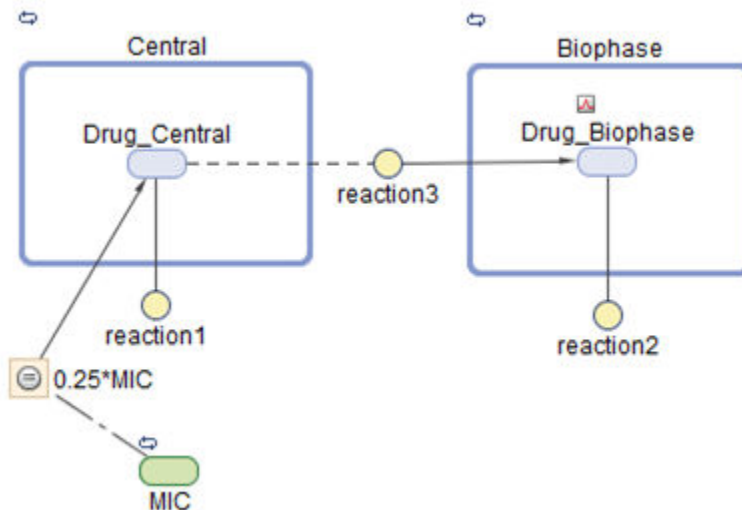 Central
Biophase
Drug_Central
Drug_Biophase
reaction3
reaction1
reaction2
0.25*MIC
MIC